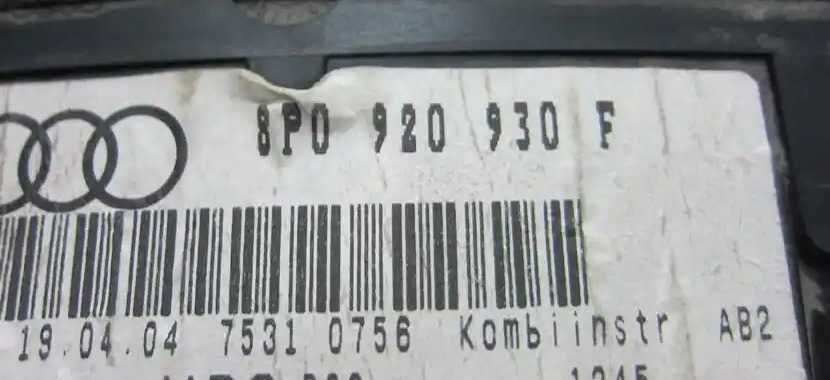 8P0 920 930 F
19.04.04 7531 0756 Kombiinstr. AB2